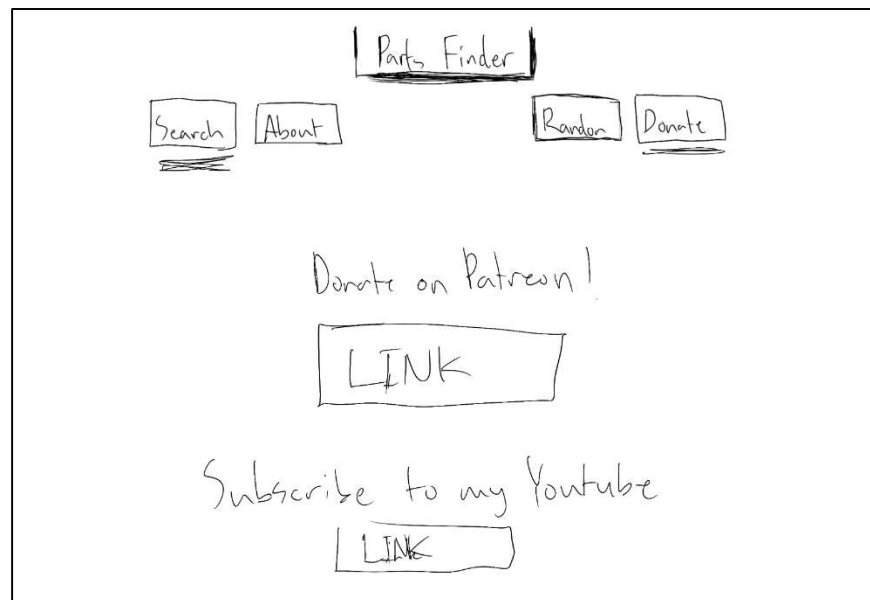 Parts Finder
Search About Random Donate
Donate on Patreon!
LINK
Subscribe to my Youtube
LINK